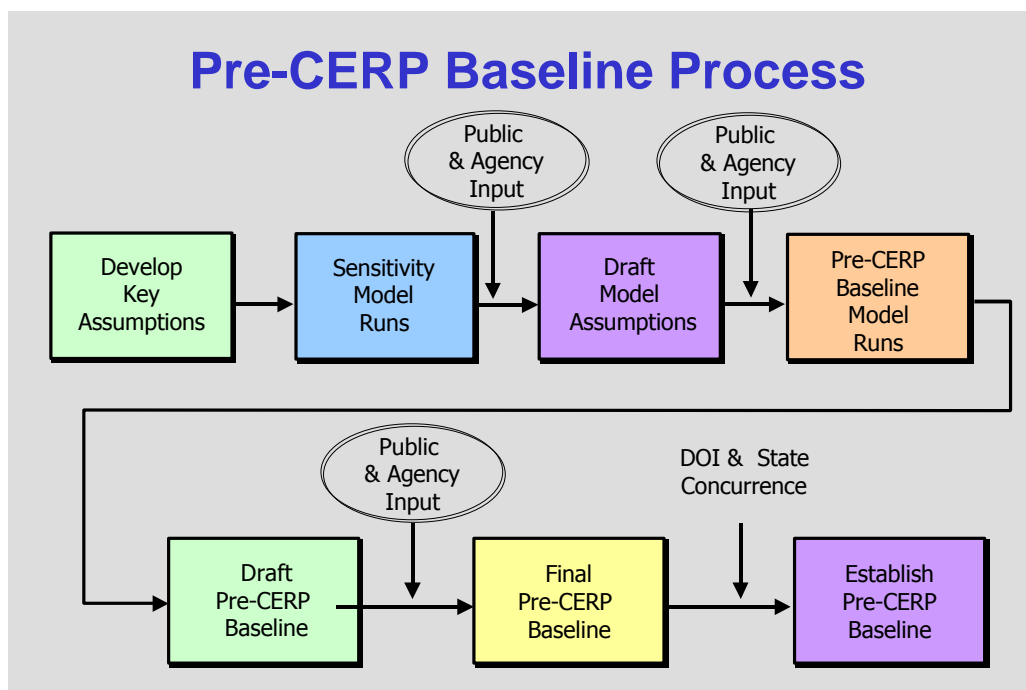 Pre-CERP Baseline Process
Public
& Agency
Input
Public
& Agency
Input
Develop
Key
Assumptions
Sensitivity
Model
Runs
Draft
Model
Assumptions
Pre-CERP
Baseline
Model
Runs
Public
& Agency
Input
DOI & State
Concurrence
Draft
Pre-CERP
Baseline
Final
Pre-CERP
Baseline
Establish
Pre-CERP
Baseline